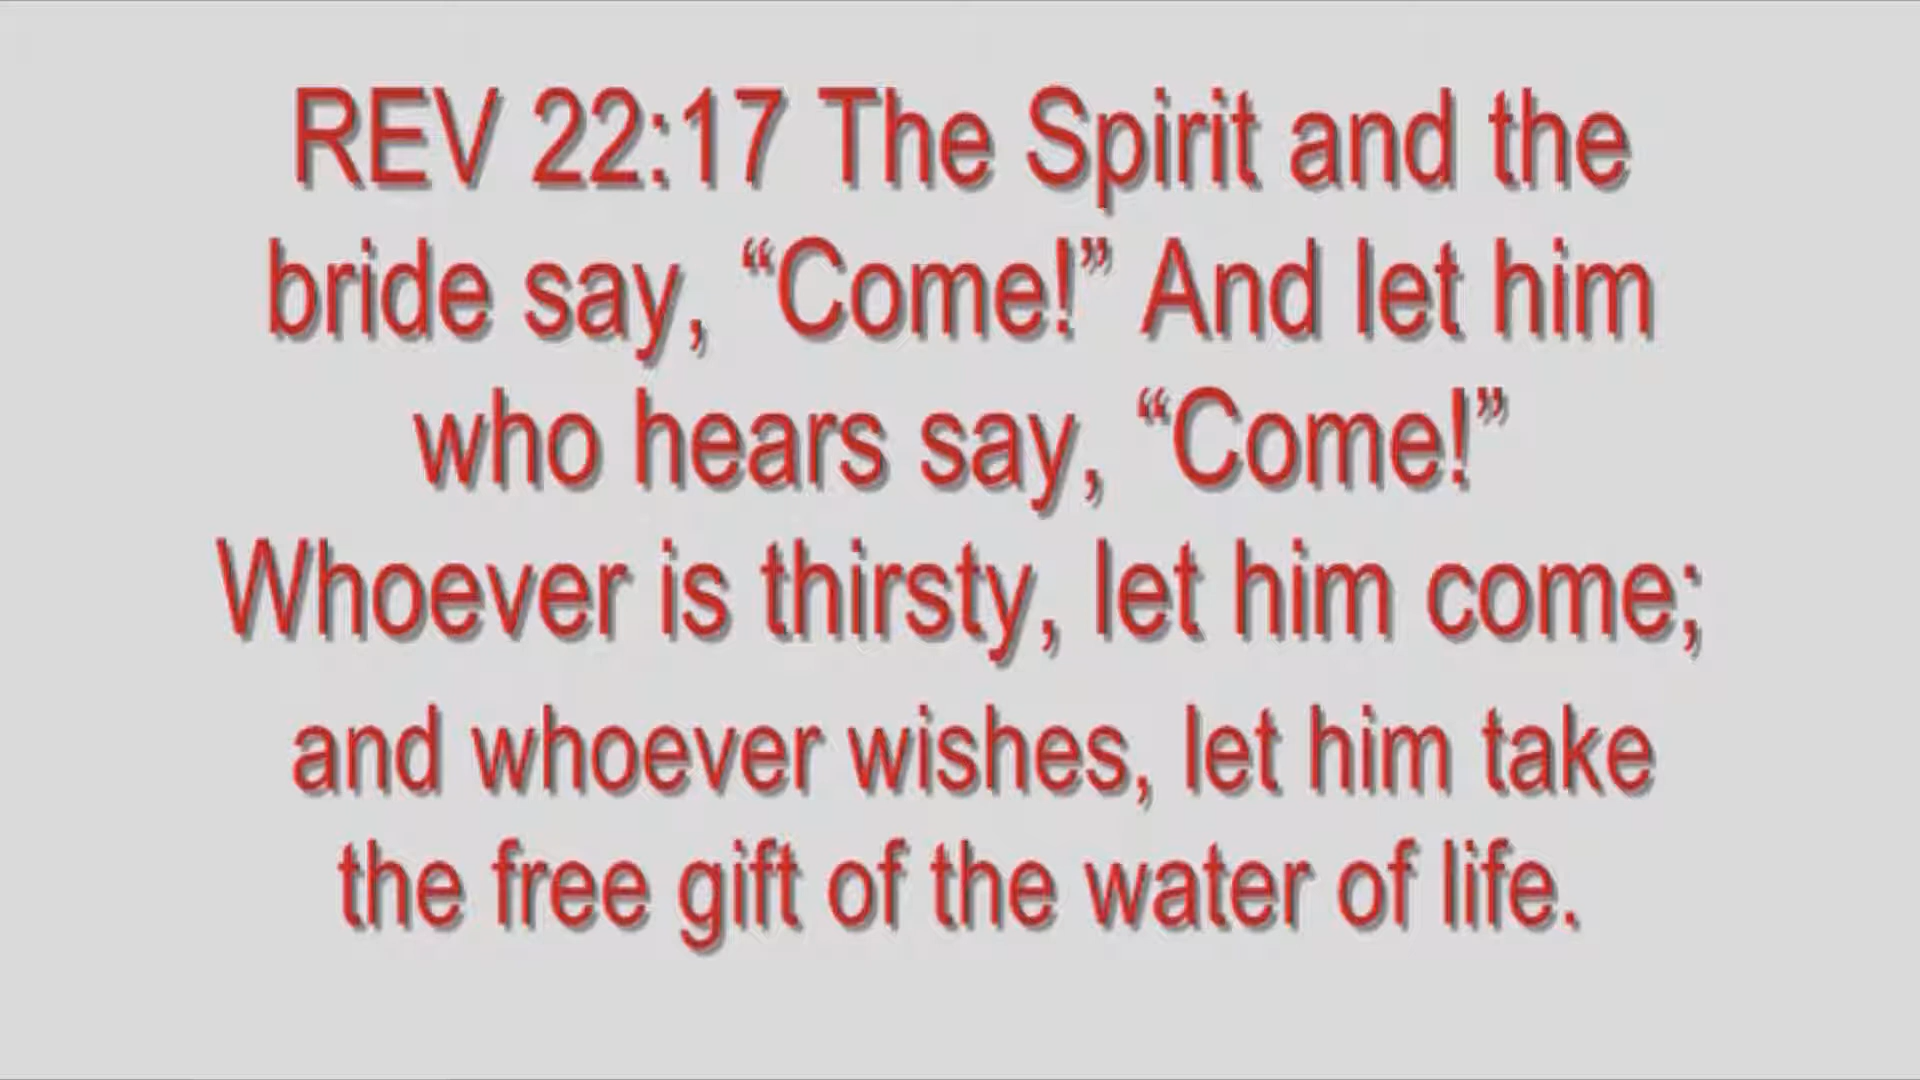 REV 22:17 The Spirit and the
bride say, “Come!” And let him
who hears say, “Come!”
Whoever is thirsty, let him come;
and whoever wishes, let him take
the free gift of the water of life.